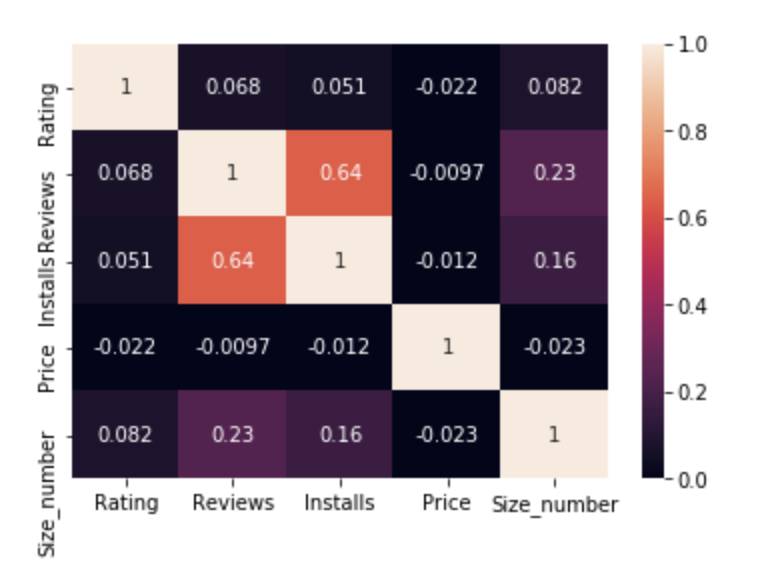 1.0
Rating 1 0.068 0.051 -0.022 0.082
0.8
Reviews 0.068 1 0.64 -0.0097 0.23
0.6
Installs 0.051 0.64 1 -0.012 0.16
0.4
Price -0.022 -0.0097 -0.012 1 -0.023
0.2
Size_number 0.082 0.23 0.16 -0.023 1
0.0
Rating Reviews Installs Price Size_number